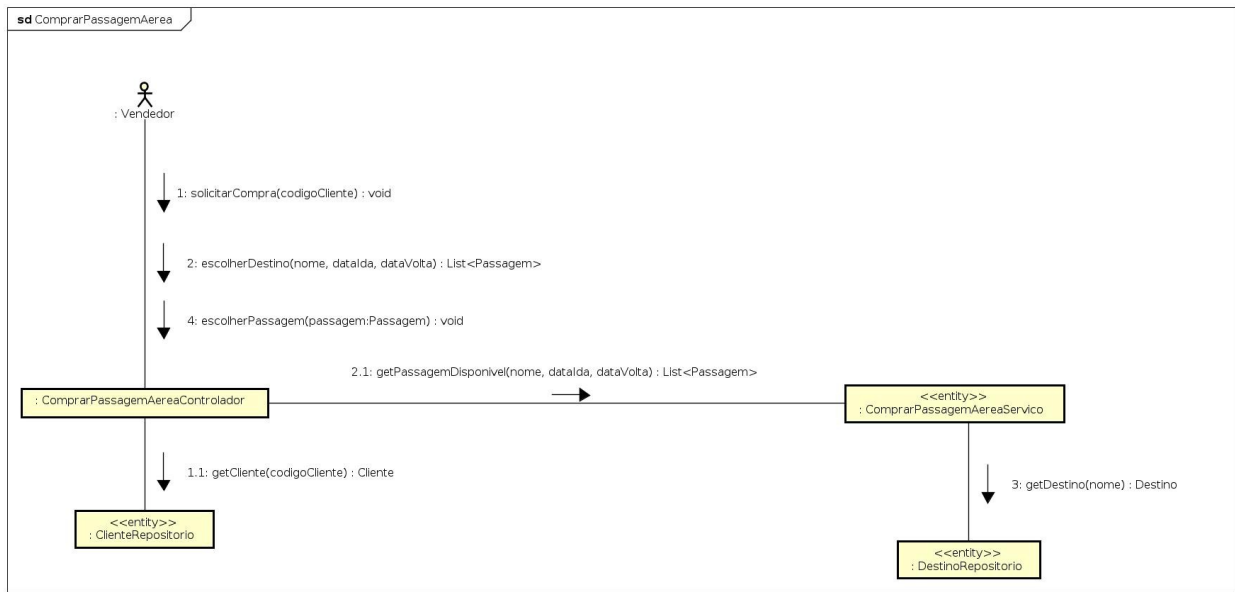 sd ComprarPassagemAerea
: Vendedor
1: solicitarCompra(codigoCliente) : void
2: escolherDestino(nome, dataIda, dataVolta) : List<Passagem>
4: escolherPassagem(passagem:Passagem) : void
2.1: getPassagemDisponivel(nome, dataIda, dataVolta) : List<Passagem>
: ComprarPassagemAereaControlador
<<entity>>
: ComprarPassagemAereaServico
1.1: getCliente(codigoCliente) : Cliente
3: getDestino(nome) : Destino
<<entity>>
: ClienteRepositorio
<<entity>>
: DestinoRepositorio